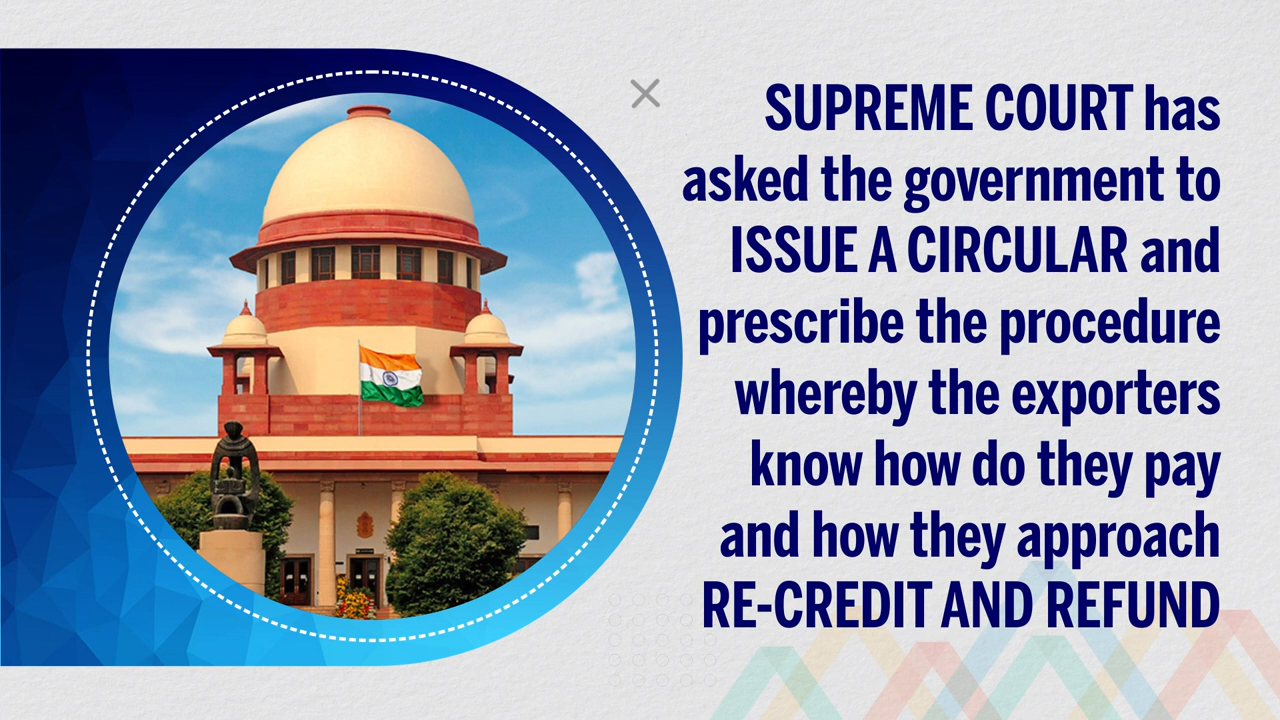 SUPREME COURT has
asked the government to
ISSUE A CIRCULAR and
prescribe the procedure
whereby the exporters
know how do they pay
and how they approach
RE-CREDIT AND REFUND